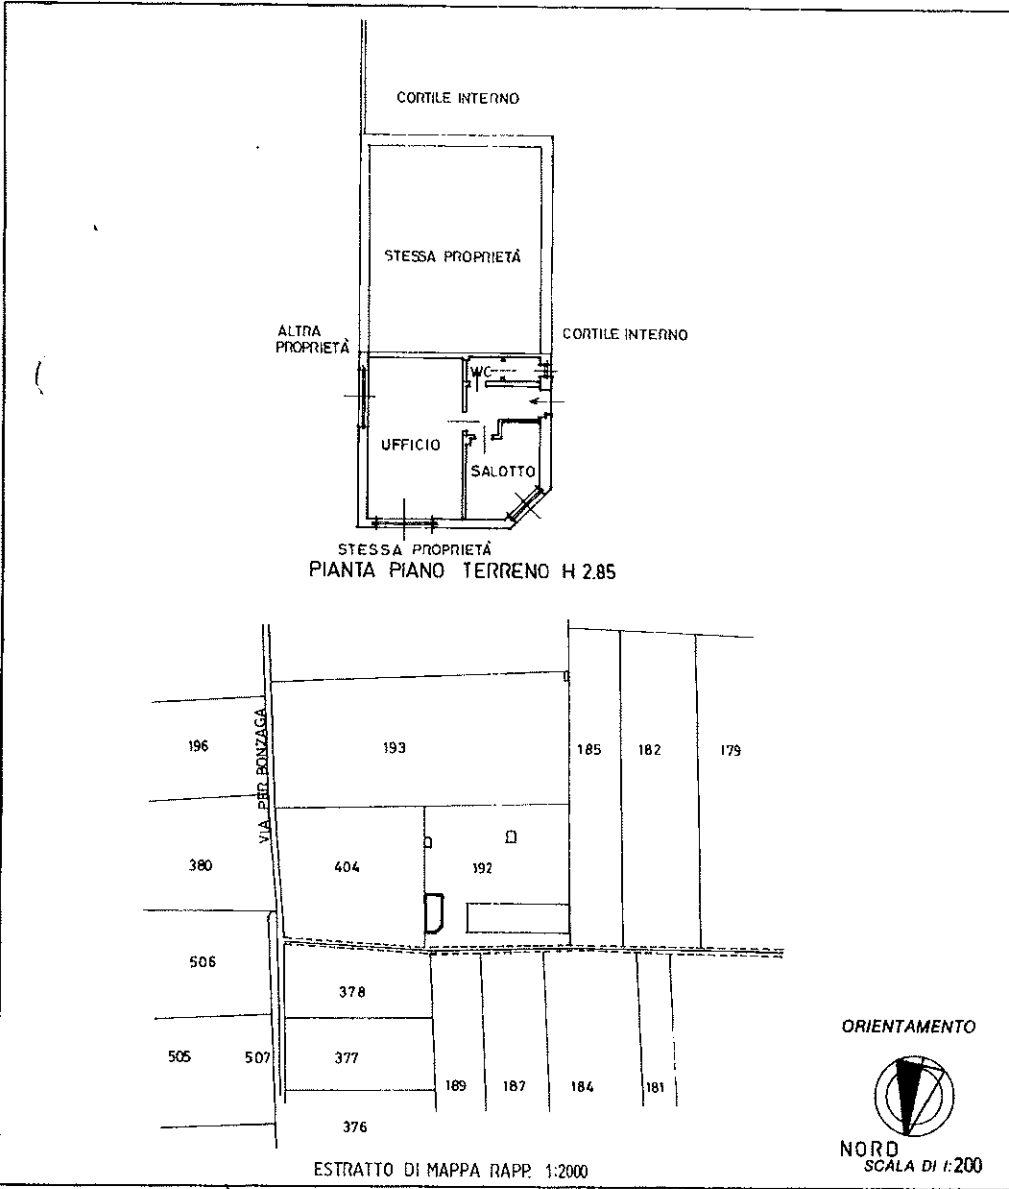 CORTILE INTERNO
STESSA PROPRIETÀ
ALTRA
PROPRIETÀ
CORTILE INTERNO
WC
UFFICIO
SALOTTO
STESSA PROPRIETÀ
PIANTA PIANO TERRENO H 2.85
VIA PER BONZAGA
196
193
185
182
179
380
404
192
506
378
505
507
377
189
187
184
181
376
ORIENTAMENTO
NORD
SCALA DI 1:200
ESTRATTO DI MAPPA RAPP. 1:2000